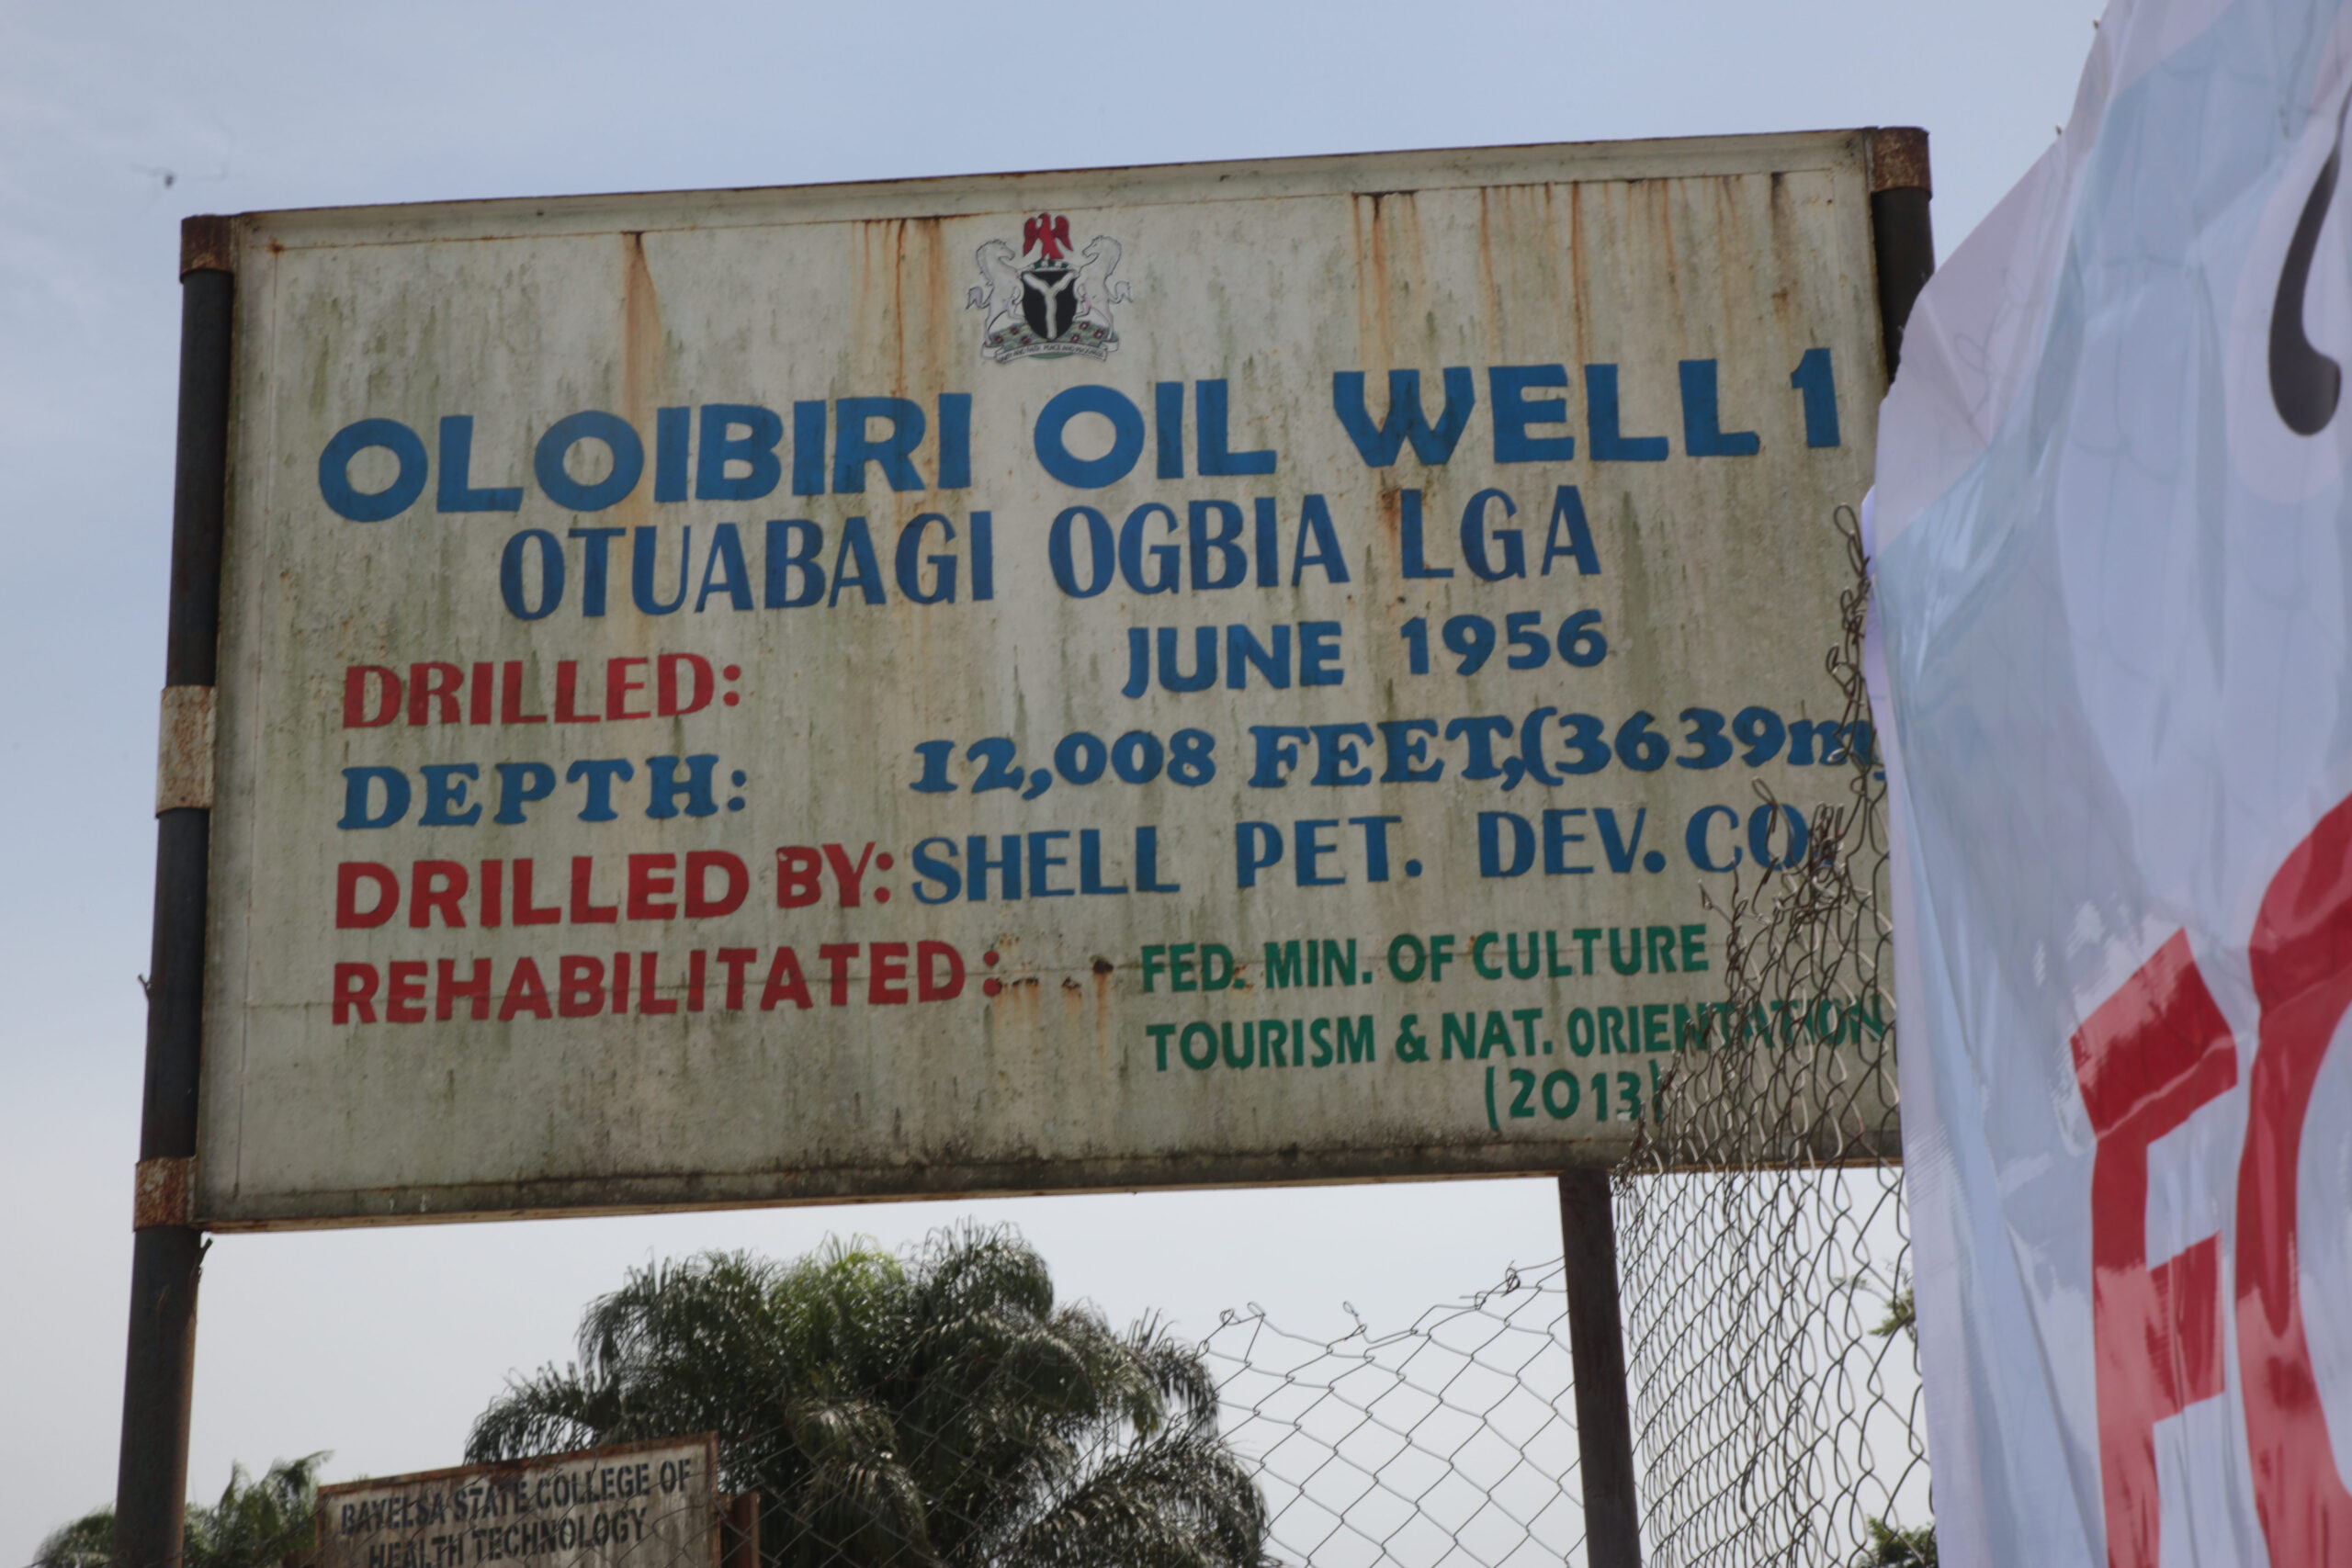 OLOIBIRI OIL WELL 1
OTUABAGI OGBIA LGA
DRILLED: JUNE 1956
DEPTH: 12,008 FEET,(3639m)
DRILLED BY: SHELL PET. DEV. CO.
REHABILITATED: FED. MIN. OF CULTURE
TOURISM & NAT. ORIENTATION
(2013)
BAYELSA STATE COLLEGE OF
HEALTH TECHNOLOGY